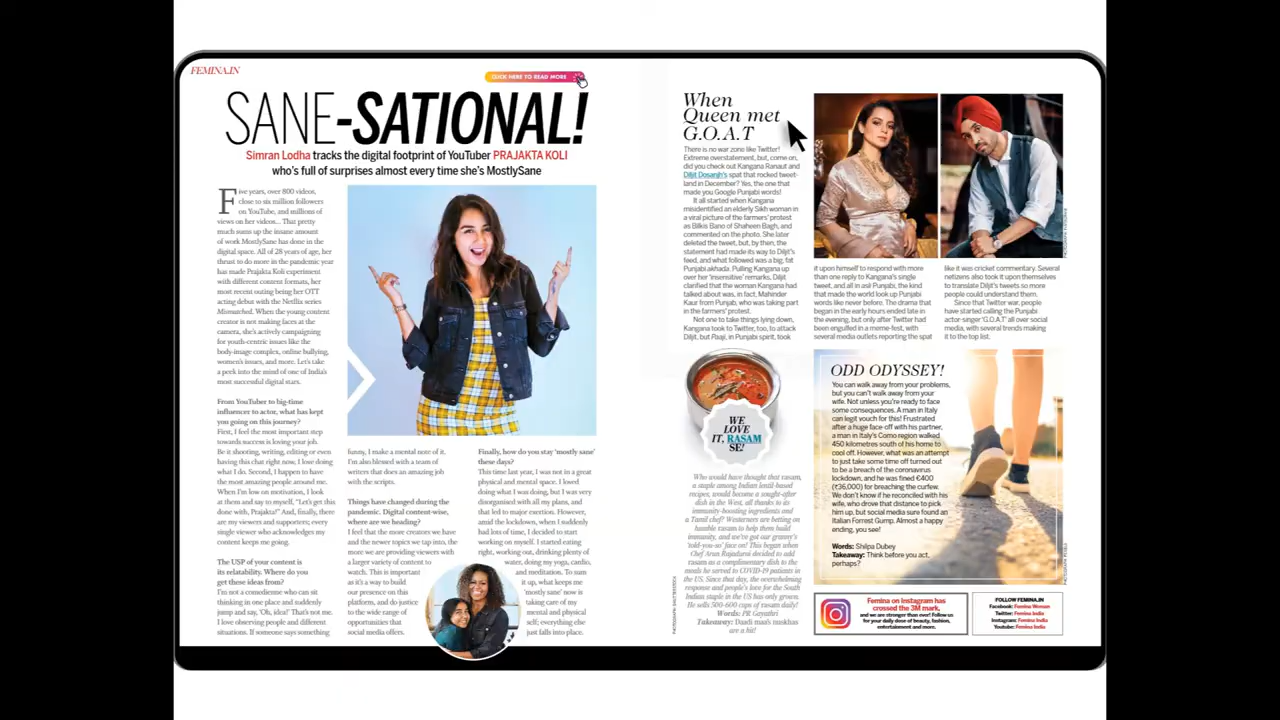 FEMINA.IN
CLICK HERE TO READ MORE
SANE-SATIONAL!
Simran Lodha tracks the digital footprint of YouTuber PRAJAKTA KOLI
who's full of surprises almost every time she's MostlySane
Five years, over 800 videos,
close to six million followers
on YouTube, and millions of
views on her videos... That pretty
much sums up the insane amount
of work MostlySane has done in the
digital space. All of 28 years of age, her
thrust to do more in the pandemic year
has made Prajakta Koli experiment
with different content formats, her
most recent outing being her OTT
acting debut with the Netflix series
Mismatched. When the young content
creator is not making faces at the
camera, she's actively campaigning
for youth-centric issues like the
body-image complex, online bullying,
women's issues, and more. Let's take
a peek into the mind of one of India's
most successful digital stars.
From YouTuber to big-time
influencer to actor, what has kept
you going on this journey?
First, I feel the most important step
towards success is loving your job.
Be it shooting, writing, editing or even
having this chat right now, I love doing
what I do. Second, I happen to have
the most amazing people around me.
When I'm low on motivation, I look
at them and say to myself, "Let's get this
done with, Prajakta!" And, finally, there
are my viewers and supporters; every
single viewer who acknowledges my
content keeps me going.
The USP of your content is
its relatability. Where do you
get these ideas from?
I'm not a comedienne who can sit
thinking in one place and suddenly
jump and say, "Oh, idea!" That's not me.
I love observing people and different
situations. If someone says something
funny, I make a mental note of it.
I'm also blessed with a team of
writers that does an amazing job
with the scripts.
Things have changed during the
pandemic. Digital content-wise,
where are we heading?
I feel that the more creators we have
and the newer topics we tap into, the
more we are providing viewers with
a larger variety of content to
watch. This is important
as it's a way to build
our presence on this
platform, and do justice
to the wide range of
opportunities that
social media offers.
Finally, how do you stay 'mostly sane'
these days?
This time last year, I was not in a great
physical and mental space. I loved
doing what I was doing, but I was very
disorganised with all my plans, and
that led to major exertion. However,
amid the lockdown, when I suddenly
had lots of time, I decided to start
working on myself. I started eating
right, working out, drinking plenty of
water, doing my yoga, cardio,
and meditation. To sum
it up, what keeps me
'mostly sane' now is
taking care of my
mental and physical
self; everything else
just falls into place.
When
Queen met
G.O.A.T
There is no war zone like Twitter!
Extreme overstatement, but, come on,
did you check out Kangana Ranaut and
Diljit Dosanjh's spat that rocked tweet-
land in December? Yes, the one that
made you Google Punjabi words!
It all started when Kangana
misidentified an elderly Sikh woman in
a viral picture of the farmers' protest
as Bilkis Bano of Shaheen Bagh, and
commented on the photo. She later
deleted the tweet, but, by then, the
statement had made its way to Diljit's
feed, and what followed was a big, fat
Punjabi akhada. Pulling Kangana up
over her 'insensitive' remarks, Diljit
clarified that the woman Kangana had
talked about was, in fact, Mahinder
Kaur from Punjab, who was taking part
in the farmers' protest.
Not one to take things lying down,
Kangana took to Twitter, too, to attack
Diljit, but Paaji, in Punjabi spirit, took
it upon himself to respond with more
than one reply to Kangana's single
tweet, and all in asli Punjabi, the kind
that made the world look up Punjabi
words like never before. The drama that
began in the early hours ended late in
the evening, but only after Twitter had
been engulfed in a meme-fest, with
several media outlets reporting the spat
like it was cricket commentary. Several
netizens also took it upon themselves
to translate Diljit's tweets so more
people could understand them.
Since that Twitter war, people
have started calling the Punjabi
actor-singer 'G.O.A.T' all over social
media, with several trends making
it to the top list.
WE
LOVE
IT, RASAM
SE!
Who would have thought that rasam,
a staple among Indian lentil-based
recipes, would become a sought-after
dish in the West, all thanks to its
immunity-boosting ingredients and
a Tamil chef? Westerners are betting on
humble rasam to help them build
immunity, and we've got our granny's
'told-you-so' face on! This began when
Chef Arun Rajadurai decided to add
rasam as a complimentary dish to the
meals he served to COVID-19 patients in
the US. Since that day, the overwhelming
response and people's love for the South
Indian staple in the US has only grown.
He sells 500-600 cups of rasam daily!
Words: PR Gayathri
Takeaway: Daadi maa's nuskhas
are a hit!
PHOTOGRAPH: SHUTTERSTOCK
ODD ODYSSEY!
You can walk away from your problems,
but you can't walk away from your
wife. Not unless you're ready to face
some consequences. A man in Italy
can legit vouch for this! Frustrated
after a huge face off with his partner,
a man in Italy's Como region walked
450 kilometres south of his home to
cool off. However, what was an attempt
to just take some time off turned out
to be a breach of the coronavirus
lockdown, and he was fined €400
(₹36,000) for breaching the curfew.
We don't know if he reconciled with his
wife, who drove that distance to pick
him up, but social media sure found an
Italian Forrest Gump. Almost a happy
ending, you see!
Words: Shilpa Dubey
Takeaway: Think before you act,
perhaps?
Femina on Instagram has
crossed the 3M mark,
and we are stronger than ever! Follow us
for your daily dose of beauty, fashion,
entertainment and more.
FOLLOW FEMINA.IN
Facebook: Femina Woman
Twitter: Femina India
Instagram: Femina India
Youtube: Femina India